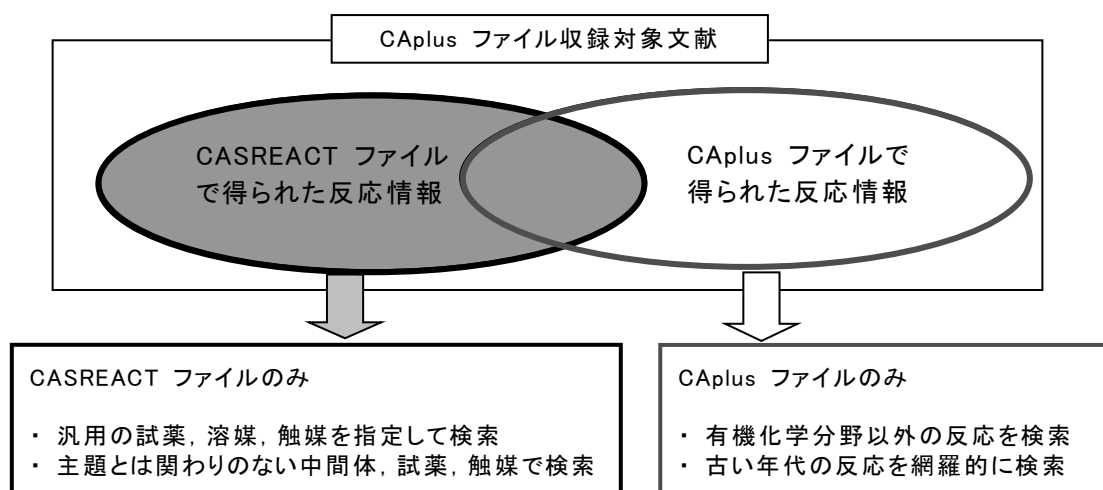 CAplus ファイル収録対象文献
CASREACT ファイル
で得られた反応情報
CAplus ファイルで
得られた反応情報
CASREACT ファイルのみ
・ 汎用の試薬, 溶媒, 触媒を指定して検索
・ 主題とは関わりのない中間体, 試薬, 触媒で検索
CAplus ファイルのみ
・ 有機化学分野以外の反応を検索
・ 古い年代の反応を網羅的に検索